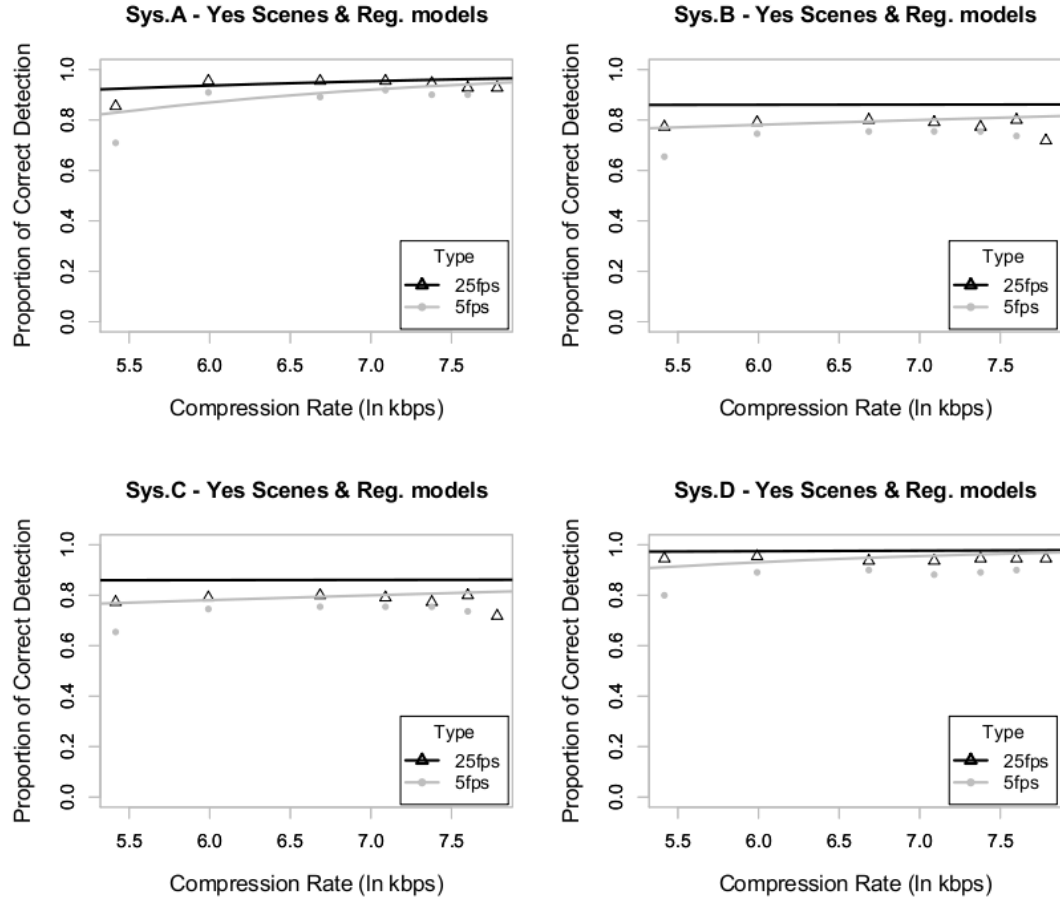 Sys.A - Yes Scenes & Reg. models
Proportion of Correct Detection
1.0
0.8
0.6
0.4
0.2
0.0
Type
25fps
5fps
5.5 6.0 6.5 7.0 7.5
Compression Rate (ln kbps)
Sys.B - Yes Scenes & Reg. models
Proportion of Correct Detection
1.0
0.8
0.6
0.4
0.2
0.0
Type
25fps
5fps
5.5 6.0 6.5 7.0 7.5
Compression Rate (ln kbps)
Sys.C - Yes Scenes & Reg. models
Proportion of Correct Detection
1.0
0.8
0.6
0.4
0.2
0.0
Type
25fps
5fps
5.5 6.0 6.5 7.0 7.5
Compression Rate (ln kbps)
Sys.D - Yes Scenes & Reg. models
Proportion of Correct Detection
1.0
0.8
0.6
0.4
0.2
0.0
Type
25fps
5fps
5.5 6.0 6.5 7.0 7.5
Compression Rate (ln kbps)